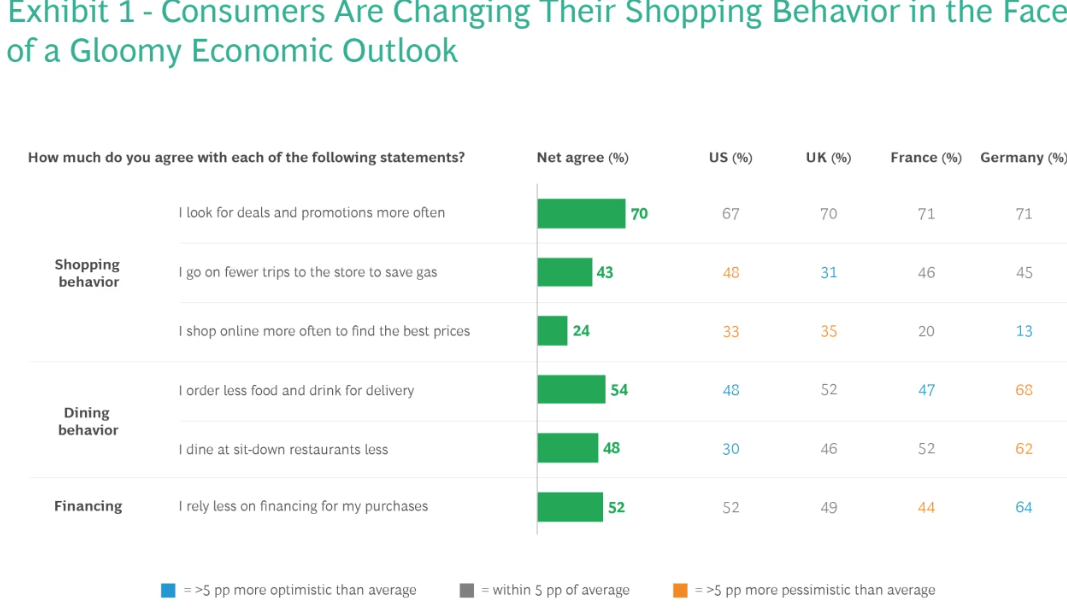 Exhibit 1 - Consumers Are Changing Their Shopping Behavior in the Face
of a Gloomy Economic Outlook
How much do you agree with each of the following statements? Net agree (%) US (%) UK (%) France (%) Germany (%)
Shopping
behavior
I look for deals and promotions more often 70 67 70 71 71
I go on fewer trips to the store to save gas 43 48 31 46 45
I shop online more often to find the best prices 24 33 35 20 13
Dining
behavior
I order less food and drink for delivery 54 48 52 47 68
I dine at sit-down restaurants less 48 30 46 52 62
Financing I rely less on financing for my purchases 52 52 49 44 64
= >5 pp more optimistic than average = within 5 pp of average = >5 pp more pessimistic than average